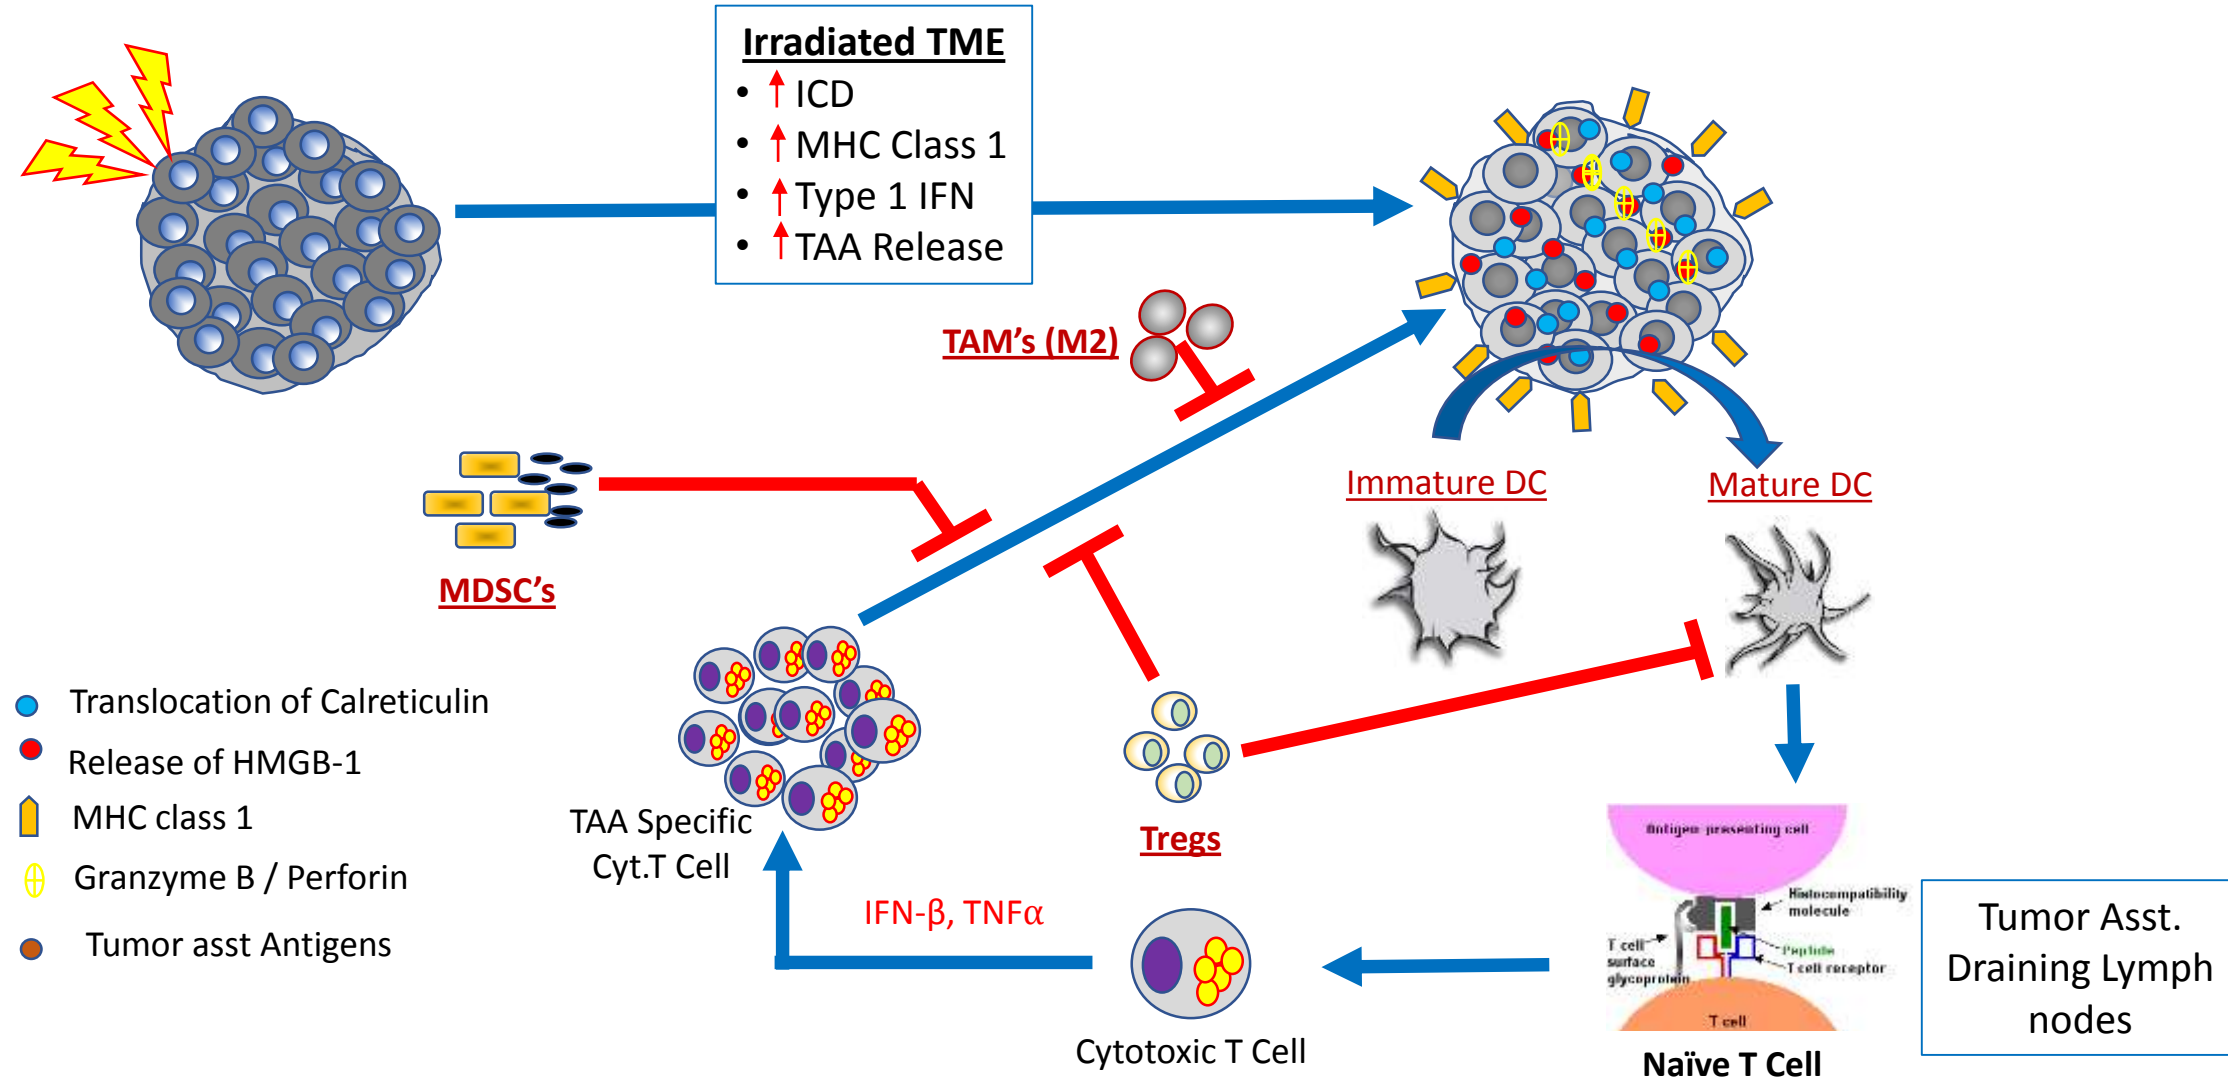 Irradiated TME
• ICD
• MHC Class 1
• Type 1 IFN
• TAA Release
TAM's (M2)
Immature DC
Mature DC
MDSC's
Translocation of Calreticulin
Release of HMGB-1
MHC class 1
Granzyme B / Perforin
Tumor asst Antigens
TAA Specific
Cyt.T Cell
Tregs
IFN-β, TNFα
Cytotoxic T Cell
Antigen-presenting cell
Histocompatibility
molecule
Peptide
T cell receptor
T cell
surface
glycoprotein
T cell
Naïve T Cell
Tumor Asst.
Draining Lymph
nodes